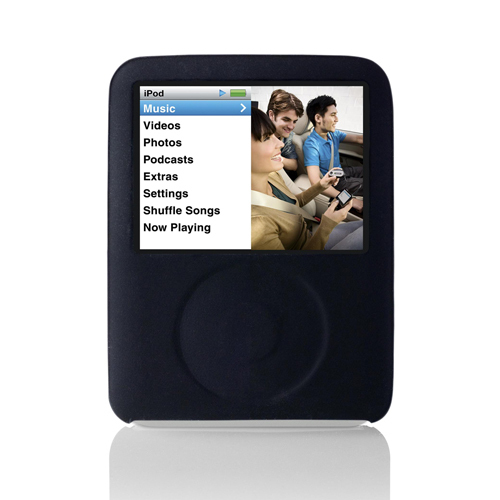 iPod
Music
Videos
Photos
Podcasts
Extras
Settings
Shuffle Songs
Now Playing